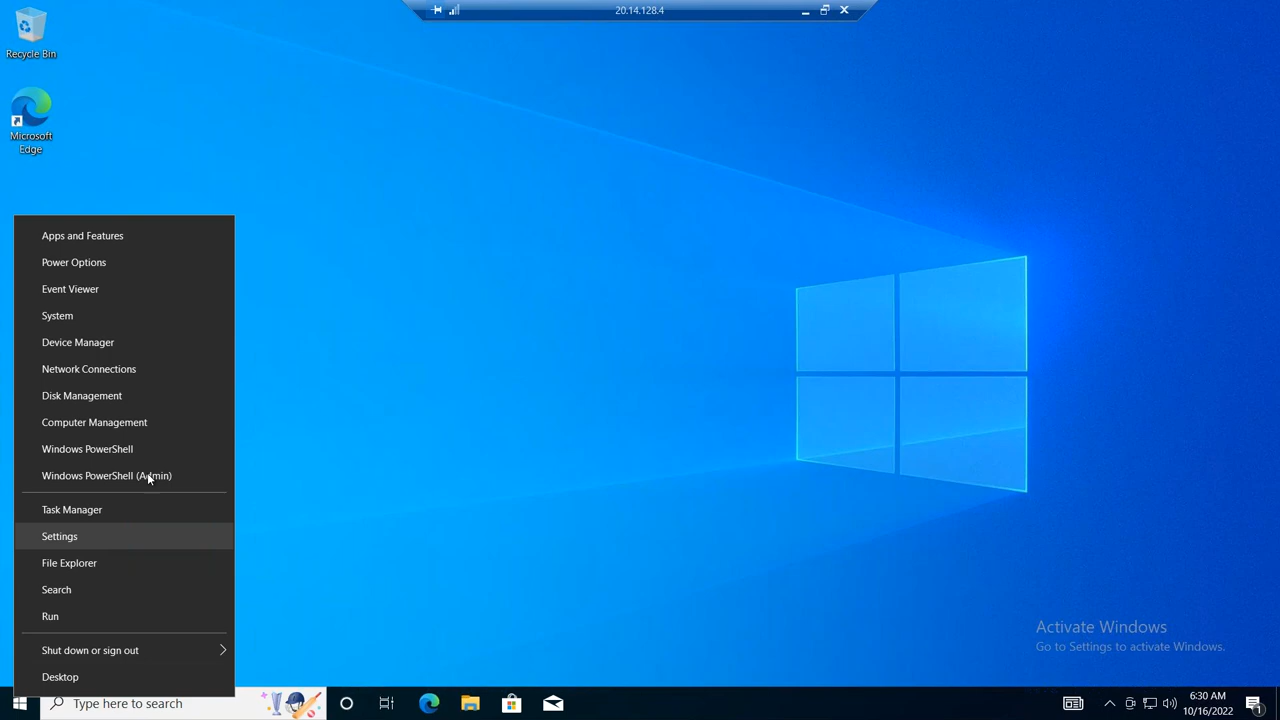 20.14.128.4
Recycle Bin
Microsoft
Edge
Apps and Features
Power Options
Event Viewer
System
Device Manager
Network Connections
Disk Management
Computer Management
Windows PowerShell
Windows PowerShell (Admin)
Task Manager
Settings
File Explorer
Search
Run
Shut down or sign out
Desktop
Activate Windows
Go to Settings to activate Windows.
Type here to search
6:30 AM
10/16/2022
1